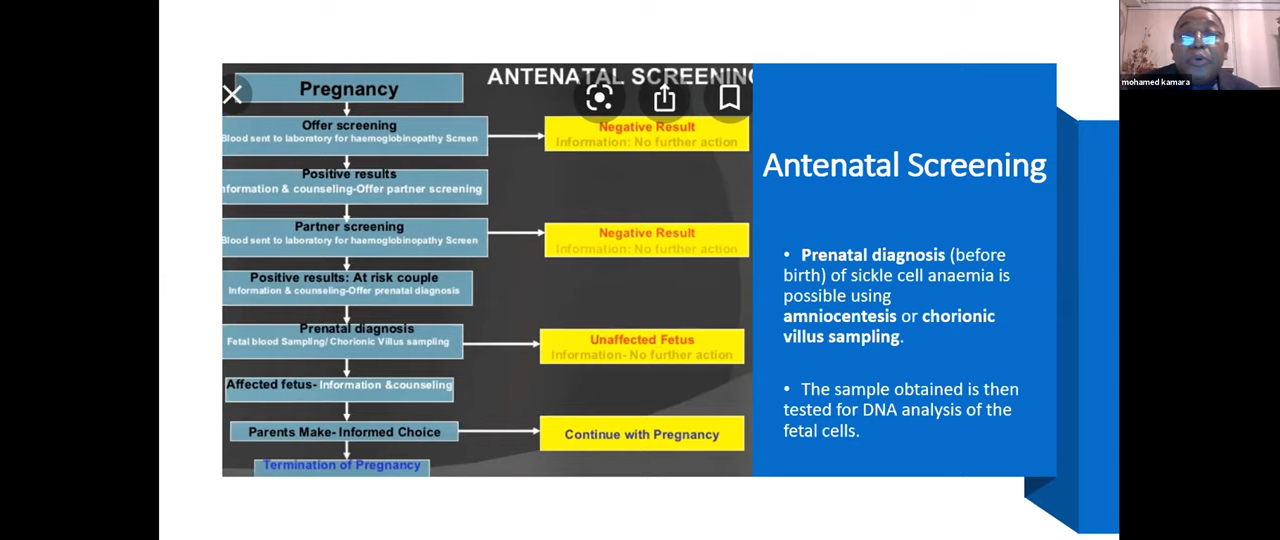 ANTENATAL SCREENING
Pregnancy
Offer screening
Blood sent to laboratory for haemoglobinopathy Screen
Negative Result
Information: No further action
Positive results
nformation & counseling-Offer partner screening
Partner screening
Blood sent to laboratory for haemoglobinopathy Screen
Negative Result
Information: No further action
Positive results: At risk couple
Information & counseling-Offer prenatal diagnosis
Prenatal diagnosis
Fetal blood Sampling/ Chorionic Villus sampling
Unaffected Fetus
Information- No further action
Affected fetus- Information &counseling
Parents Make- Informed Choice
Continue with Pregnancy
Termination of Pregnancy
Antenatal Screening
• Prenatal diagnosis (before
birth) of sickle cell anaemia is
possible using
amniocentesis or chorionic
villus sampling.
• The sample obtained is then
tested for DNA analysis of the
fetal cells.
mohamed kamara